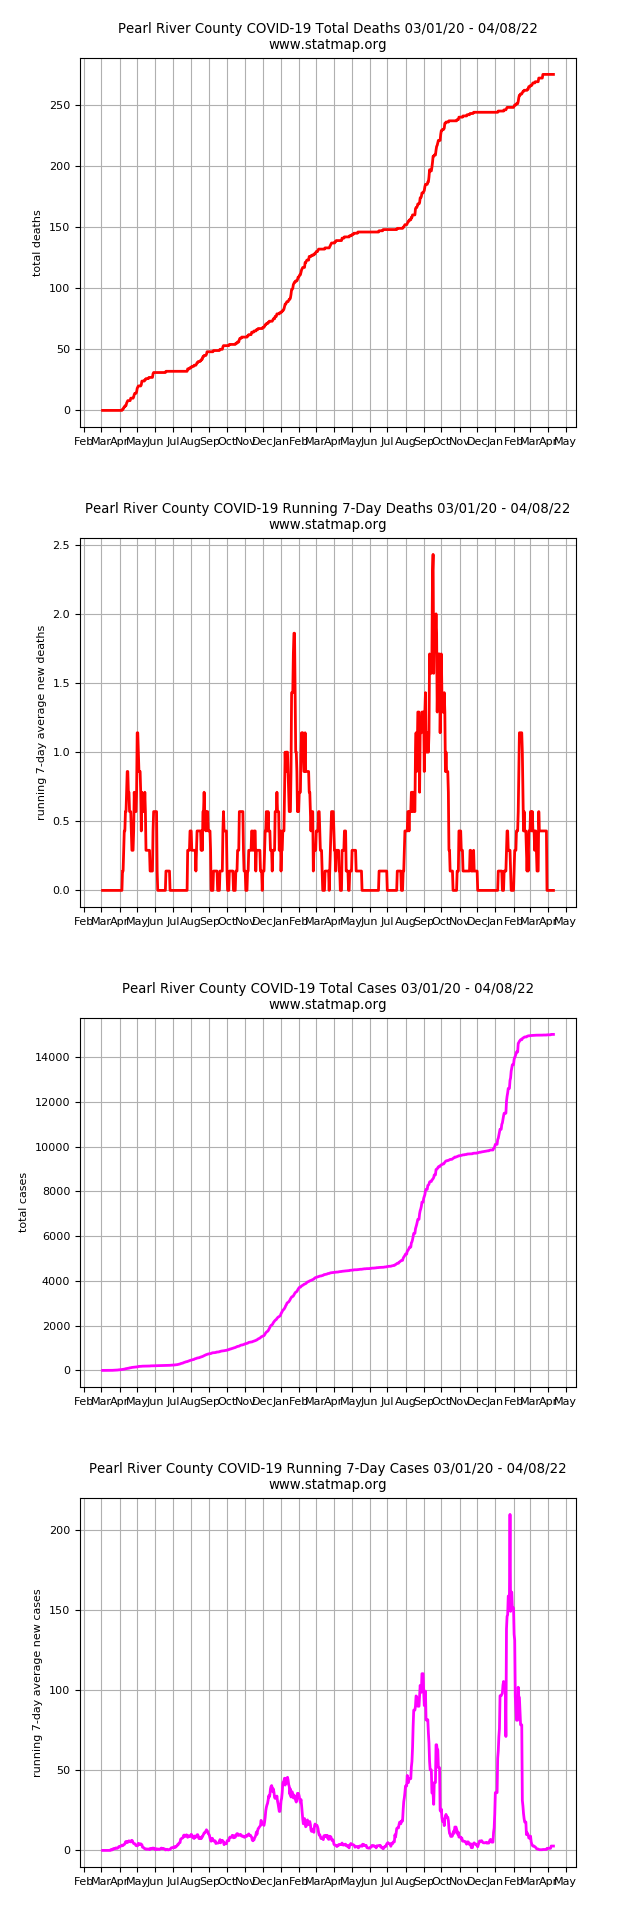 Pearl River County COVID-19 Total Deaths 03/01/20 - 04/08/22
www.statmap.org
250
200
150
100
50
0
total deaths
Feb Mar Apr May Jun Jul Aug Sep Oct Nov Dec Jan Feb Mar Apr May Jun Jul Aug Sep Oct Nov Dec Jan Feb Mar Apr May
Pearl River County COVID-19 Running 7-Day Deaths 03/01/20 - 04/08/22
www.statmap.org
2.5
2.0
1.5
1.0
0.5
0.0
running 7-day average new deaths
Feb Mar Apr May Jun Jul Aug Sep Oct Nov Dec Jan Feb Mar Apr May Jun Jul Aug Sep Oct Nov Dec Jan Feb Mar Apr May
Pearl River County COVID-19 Total Cases 03/01/20 - 04/08/22
www.statmap.org
14000
12000
10000
8000
6000
4000
2000
0
total cases
Feb Mar Apr May Jun Jul Aug Sep Oct Nov Dec Jan Feb Mar Apr May Jun Jul Aug Sep Oct Nov Dec Jan Feb Mar Apr May
Pearl River County COVID-19 Running 7-Day Cases 03/01/20 - 04/08/22
www.statmap.org
200
150
100
50
0
running 7-day average new cases
Feb Mar Apr May Jun Jul Aug Sep Oct Nov Dec Jan Feb Mar Apr May Jun Jul Aug Sep Oct Nov Dec Jan Feb Mar Apr May